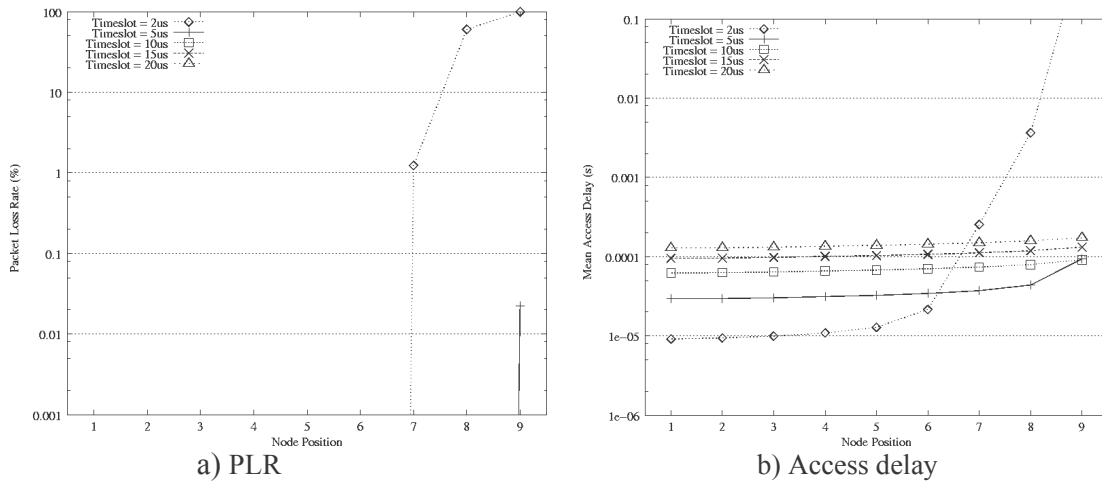 Timeslot = 2us
Timeslot = 5us
Timeslot = 10us
Timeslot = 15us
Timeslot = 20us
100
10
1
0.1
0.01
0.001
Packet Loss Rate (%)
1 2 3 4 5 6 7 8 9
Node Position
a) PLR
Timeslot = 2us
Timeslot = 5us
Timeslot = 10us
Timeslot = 15us
Timeslot = 20us
0.1
0.01
0.001
0.0001
1e-05
1e-06
Mean Access Delay (s)
1 2 3 4 5 6 7 8 9
Node Position
b) Access delay